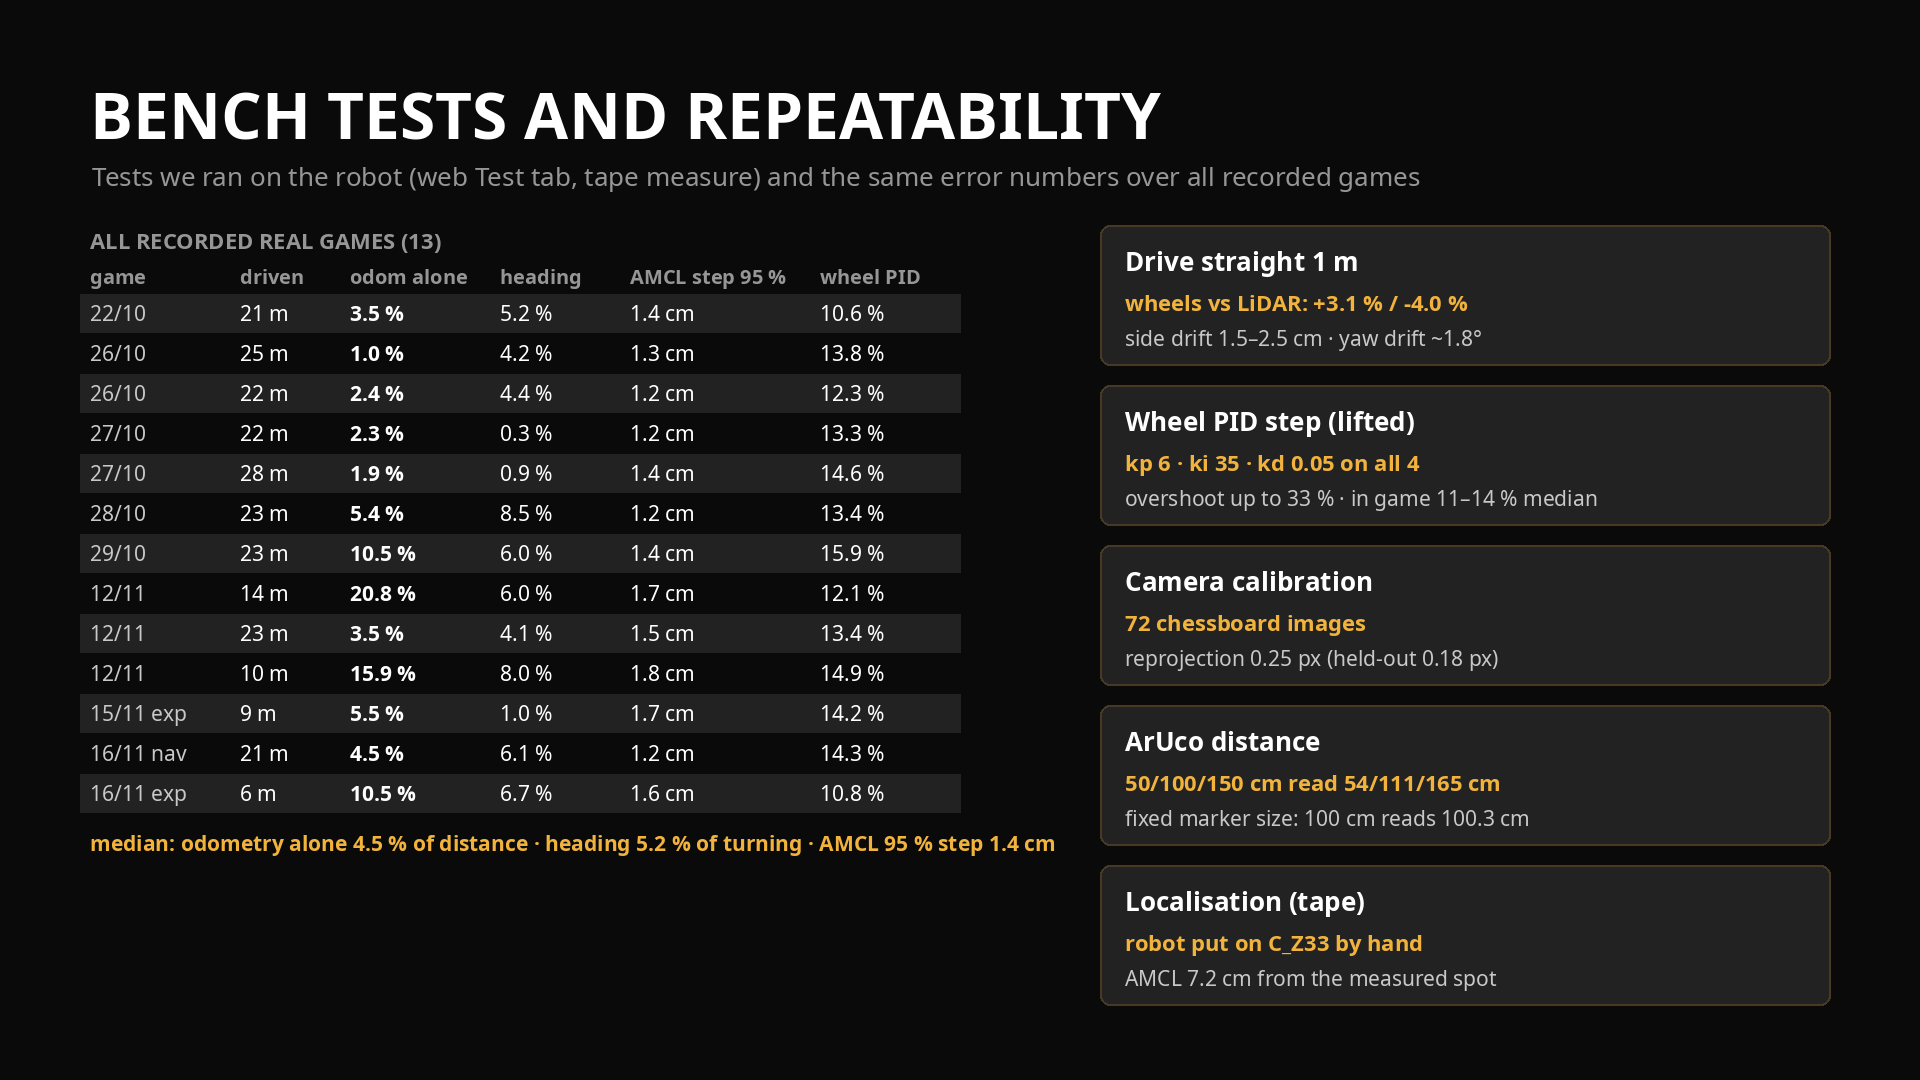 BENCH TESTS AND REPEATABILITY
Tests we ran on the robot (web Test tab, tape measure) and the same error numbers over all recorded games
ALL RECORDED REAL GAMES (13)
game driven odom alone heading AMCL step 95 % wheel PID
22/10 21 m 3.5 % 5.2 % 1.4 cm 10.6 %
26/10 25 m 1.0 % 4.2 % 1.3 cm 13.8 %
26/10 22 m 2.4 % 4.4 % 1.2 cm 12.3 %
27/10 22 m 2.3 % 0.3 % 1.2 cm 13.3 %
27/10 28 m 1.9 % 0.9 % 1.4 cm 14.6 %
28/10 23 m 5.4 % 8.5 % 1.2 cm 13.4 %
29/10 23 m 10.5 % 6.0 % 1.4 cm 15.9 %
12/11 14 m 20.8 % 6.0 % 1.7 cm 12.1 %
12/11 23 m 3.5 % 4.1 % 1.5 cm 13.4 %
12/11 10 m 15.9 % 8.0 % 1.8 cm 14.9 %
15/11 exp 9 m 5.5 % 1.0 % 1.7 cm 14.2 %
16/11 nav 21 m 4.5 % 6.1 % 1.2 cm 14.3 %
16/11 exp 6 m 10.5 % 6.7 % 1.6 cm 10.8 %
median: odometry alone 4.5 % of distance · heading 5.2 % of turning · AMCL 95 % step 1.4 cm
Drive straight 1 m
wheels vs LiDAR: +3.1 % / -4.0 %
side drift 1.5–2.5 cm · yaw drift ~1.8°
Wheel PID step (lifted)
kp 6 · ki 35 · kd 0.05 on all 4
overshoot up to 33 % · in game 11–14 % median
Camera calibration
72 chessboard images
reprojection 0.25 px (held-out 0.18 px)
ArUco distance
50/100/150 cm read 54/111/165 cm
fixed marker size: 100 cm reads 100.3 cm
Localisation (tape)
robot put on C_Z33 by hand
AMCL 7.2 cm from the measured spot